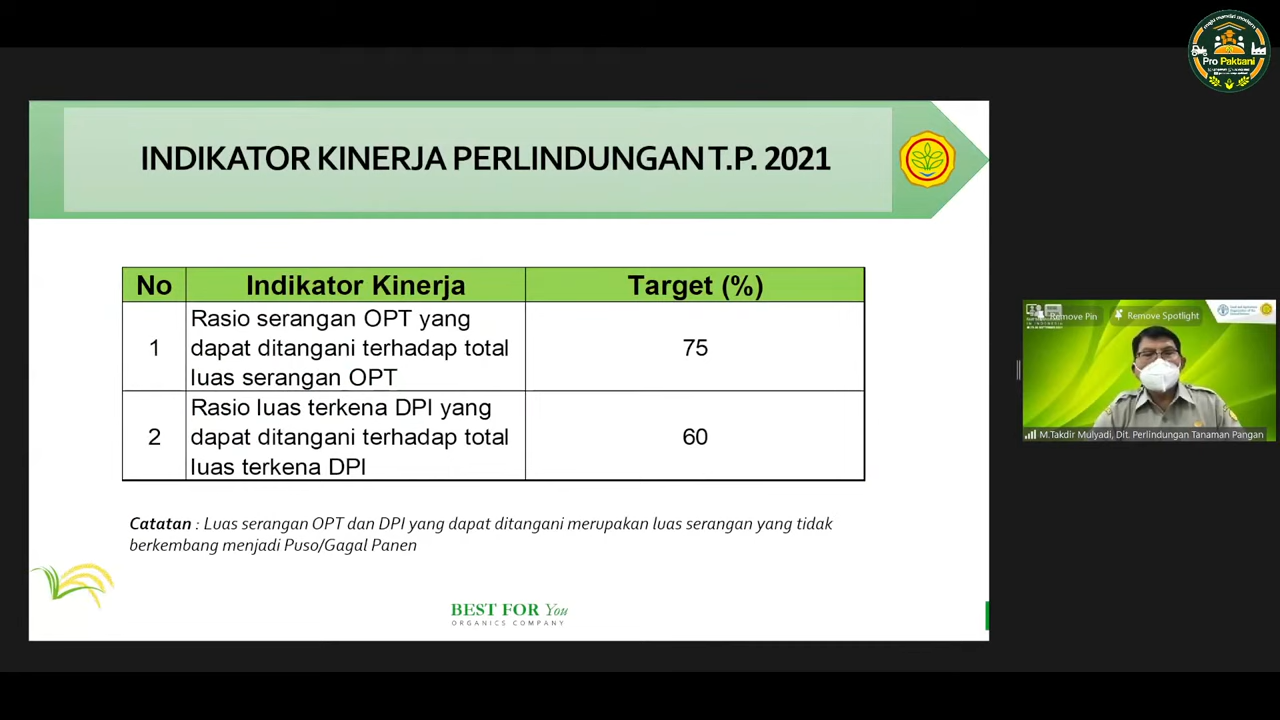 maju mandiri modern
Pro Paktani
INDIKATOR KINERJA PERLINDUNGAN T.P. 2021
No
Indikator Kinerja
Target (%)
1
Rasio serangan OPT yang
dapat ditangani terhadap total
luas serangan OPT
75
2
Rasio luas terkena DPI yang
dapat ditangani terhadap total
luas terkena DPI
60
Catatan : Luas serangan OPT dan DPI yang dapat ditangani merupakan luas serangan yang tidak
berkembang menjadi Puso/Gagal Panen
BEST FOR You
ORGANICS COMPANY
Remove Pin
Remove Spotlight
M.Takdir Mulyadi, Dit. Perlindungan Tanaman Pangan